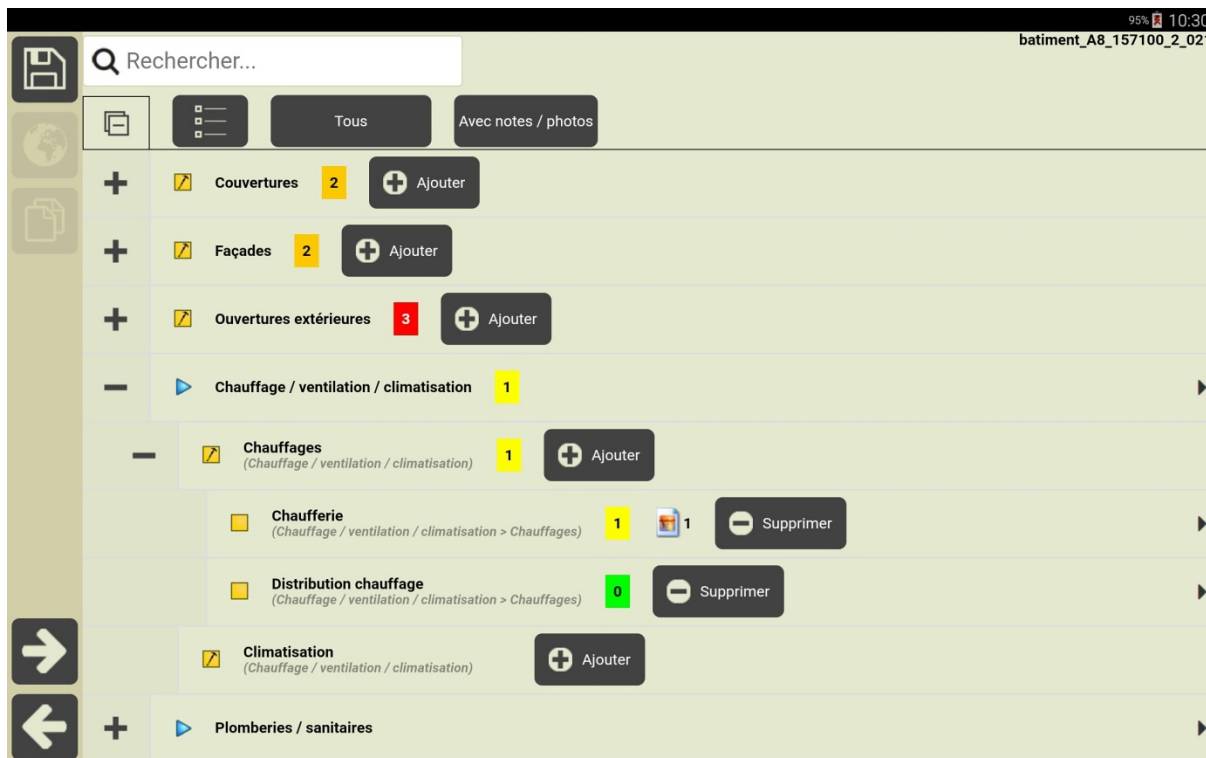 95% 10:30
batiment_A8_157100_2_021
Rechercher...
Tous
Avec notes / photos
Couvertures 2 Ajouter
Façades 2 Ajouter
Ouvertures extérieures 3 Ajouter
Chauffage / ventilation / climatisation 1
Chauffages 1 Ajouter
(Chauffage / ventilation / climatisation)
Chaufferie 1 1 Supprimer
(Chauffage / ventilation / climatisation > Chauffages)
Distribution chauffage 0 Supprimer
(Chauffage / ventilation / climatisation > Chauffages)
Climatisation Ajouter
(Chauffage / ventilation / climatisation)
Plomberies / sanitaires